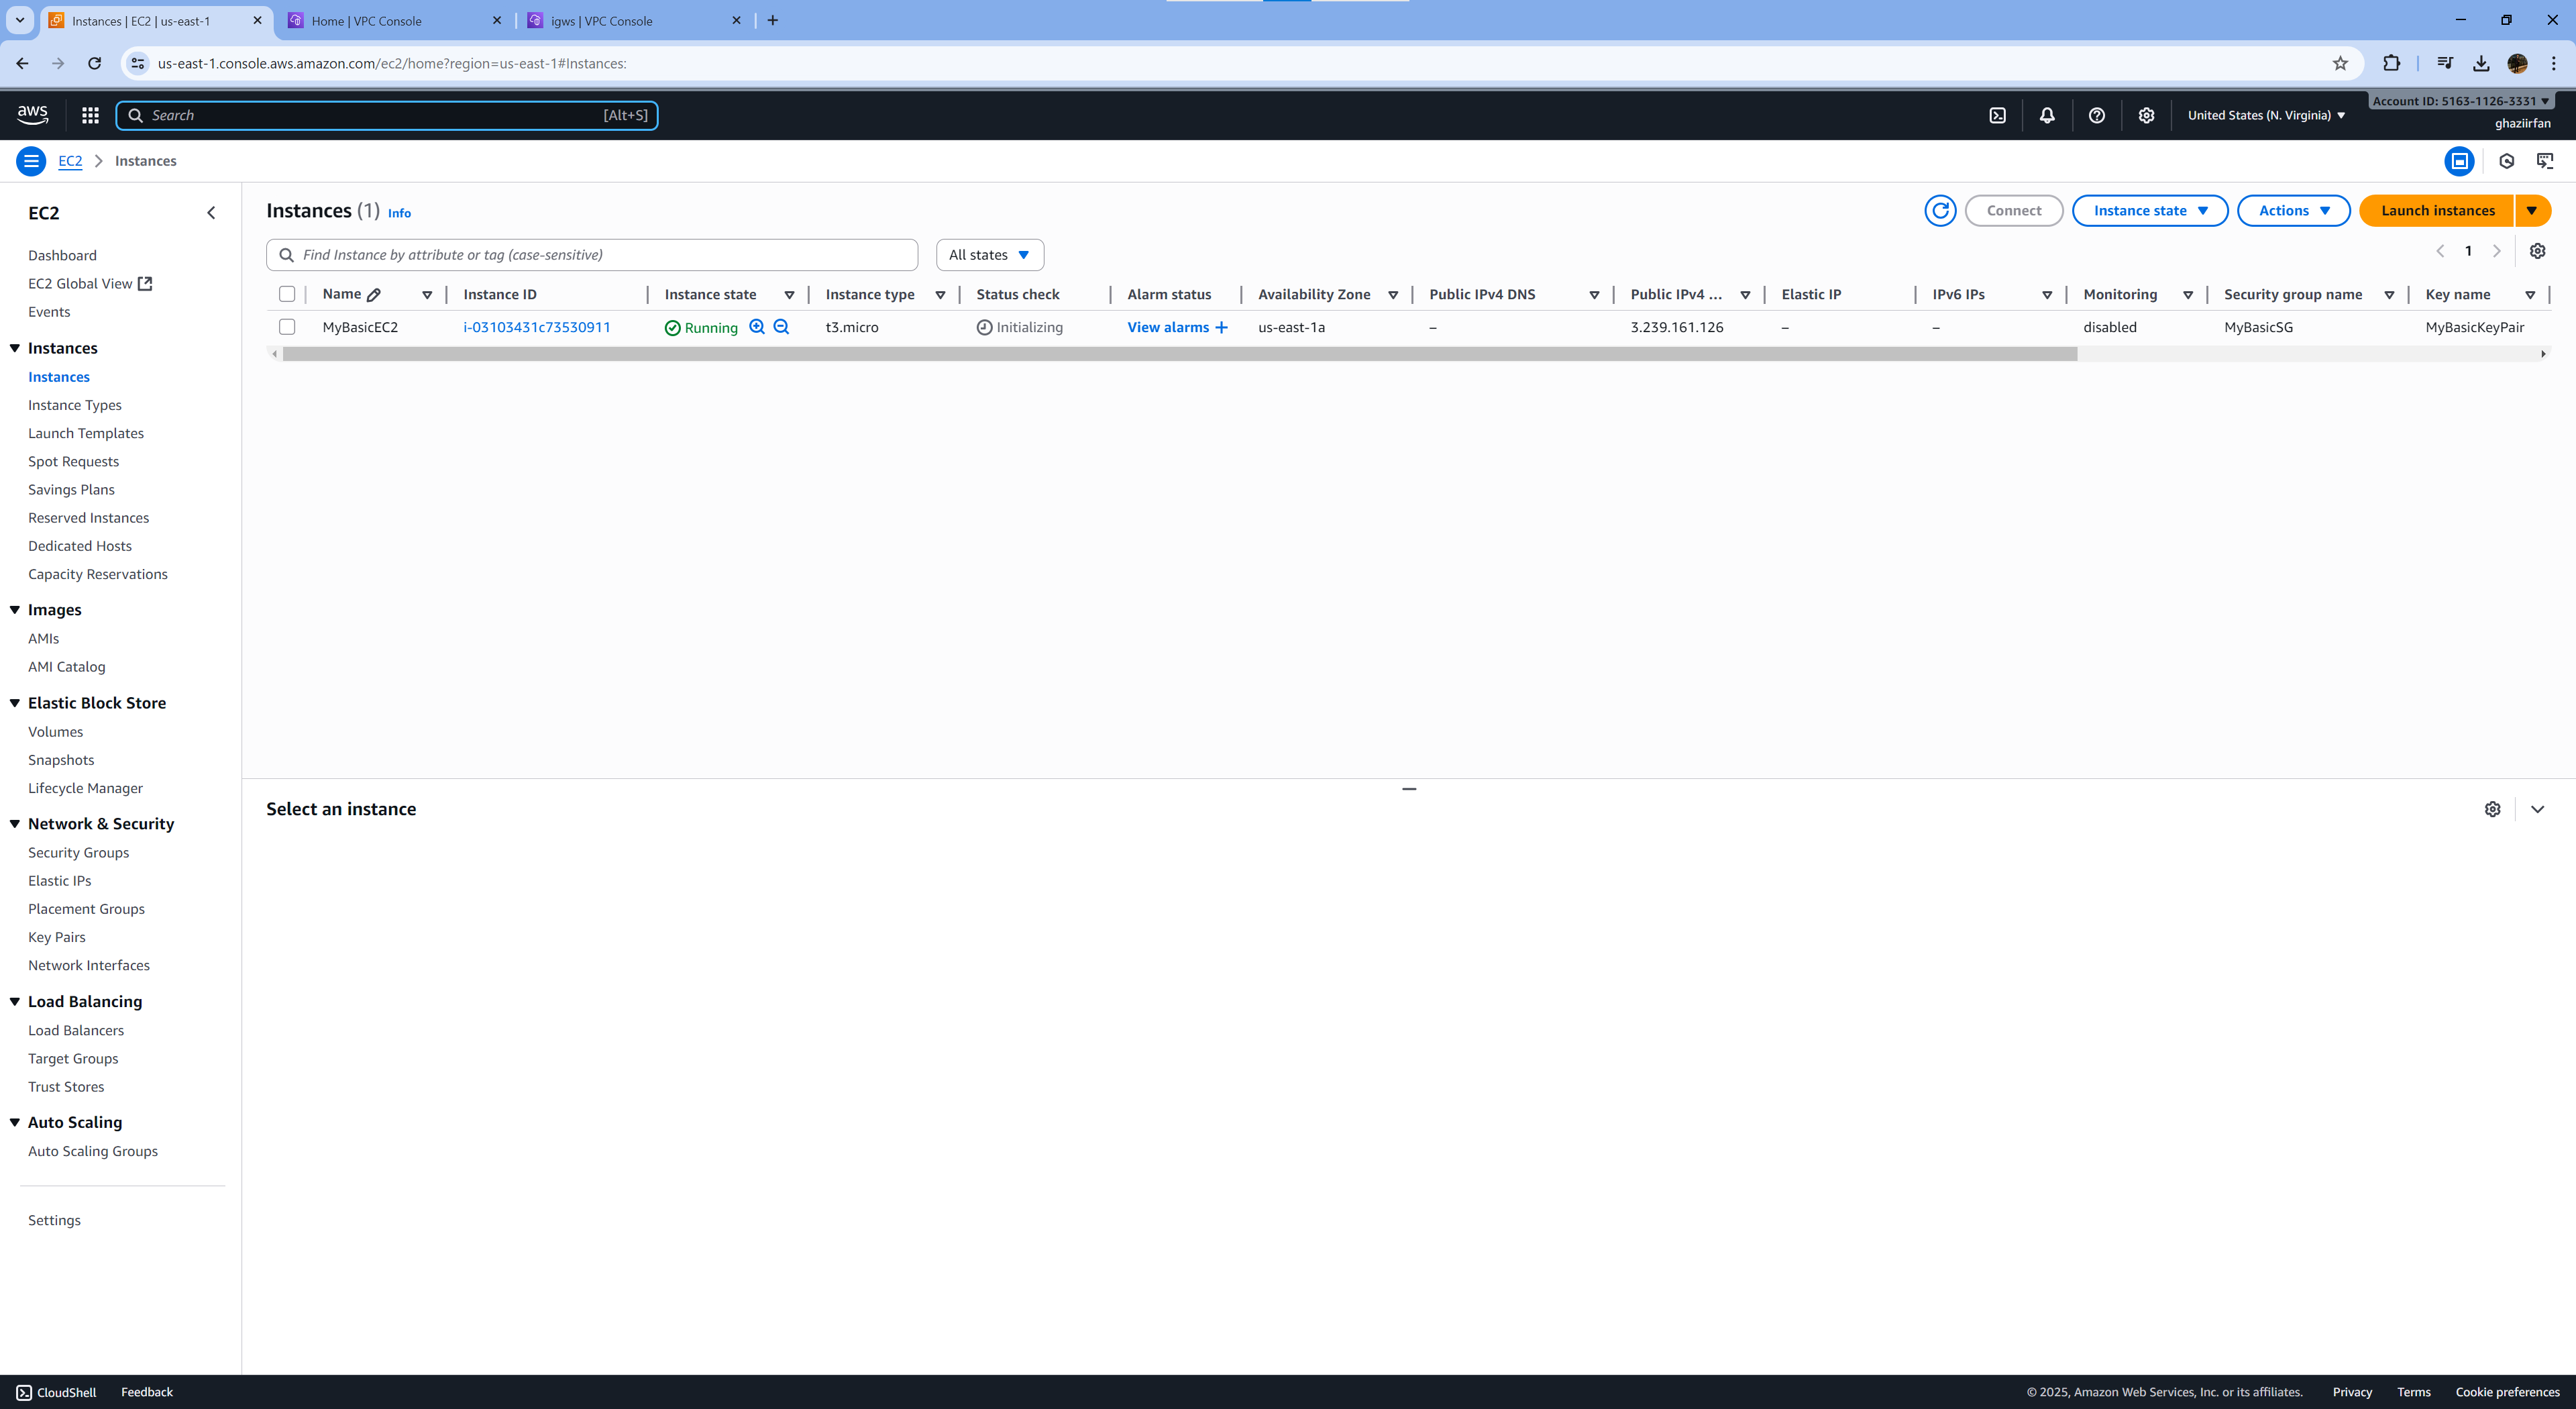 Instances | EC2 | us-east-1
Home | VPC Console
igws | VPC Console
us-east-1.console.aws.amazon.com/ec2/home?region=us-east-1#Instances:
aws
Search
[Alt+S]
United States (N. Virginia)
Account ID: 5163-1126-3331
ghaziirfan
EC2
Instances
EC2
Dashboard
EC2 Global View
Events
Instances
Instances
Instance Types
Launch Templates
Spot Requests
Savings Plans
Reserved Instances
Dedicated Hosts
Capacity Reservations
Images
AMIs
AMI Catalog
Elastic Block Store
Volumes
Snapshots
Lifecycle Manager
Network & Security
Security Groups
Elastic IPs
Placement Groups
Key Pairs
Network Interfaces
Load Balancing
Load Balancers
Target Groups
Trust Stores
Auto Scaling
Auto Scaling Groups
Settings
Instances (1) Info
Connect
Instance state
Actions
Launch instances
Find Instance by attribute or tag (case-sensitive)
All states
1
Name Instance ID Instance state Instance type Status check Alarm status Availability Zone Public IPv4 DNS Public IPv4 ... Elastic IP IPv6 IPs Monitoring Security group name Key name
MyBasicEC2 i-03103431c73530911 Running t3.micro Initializing View alarms + us-east-1a – 3.239.161.126 – – disabled MyBasicSG MyBasicKeyPair
Select an instance
CloudShell Feedback © 2025, Amazon Web Services, Inc. or its affiliates. Privacy Terms Cookie preferences